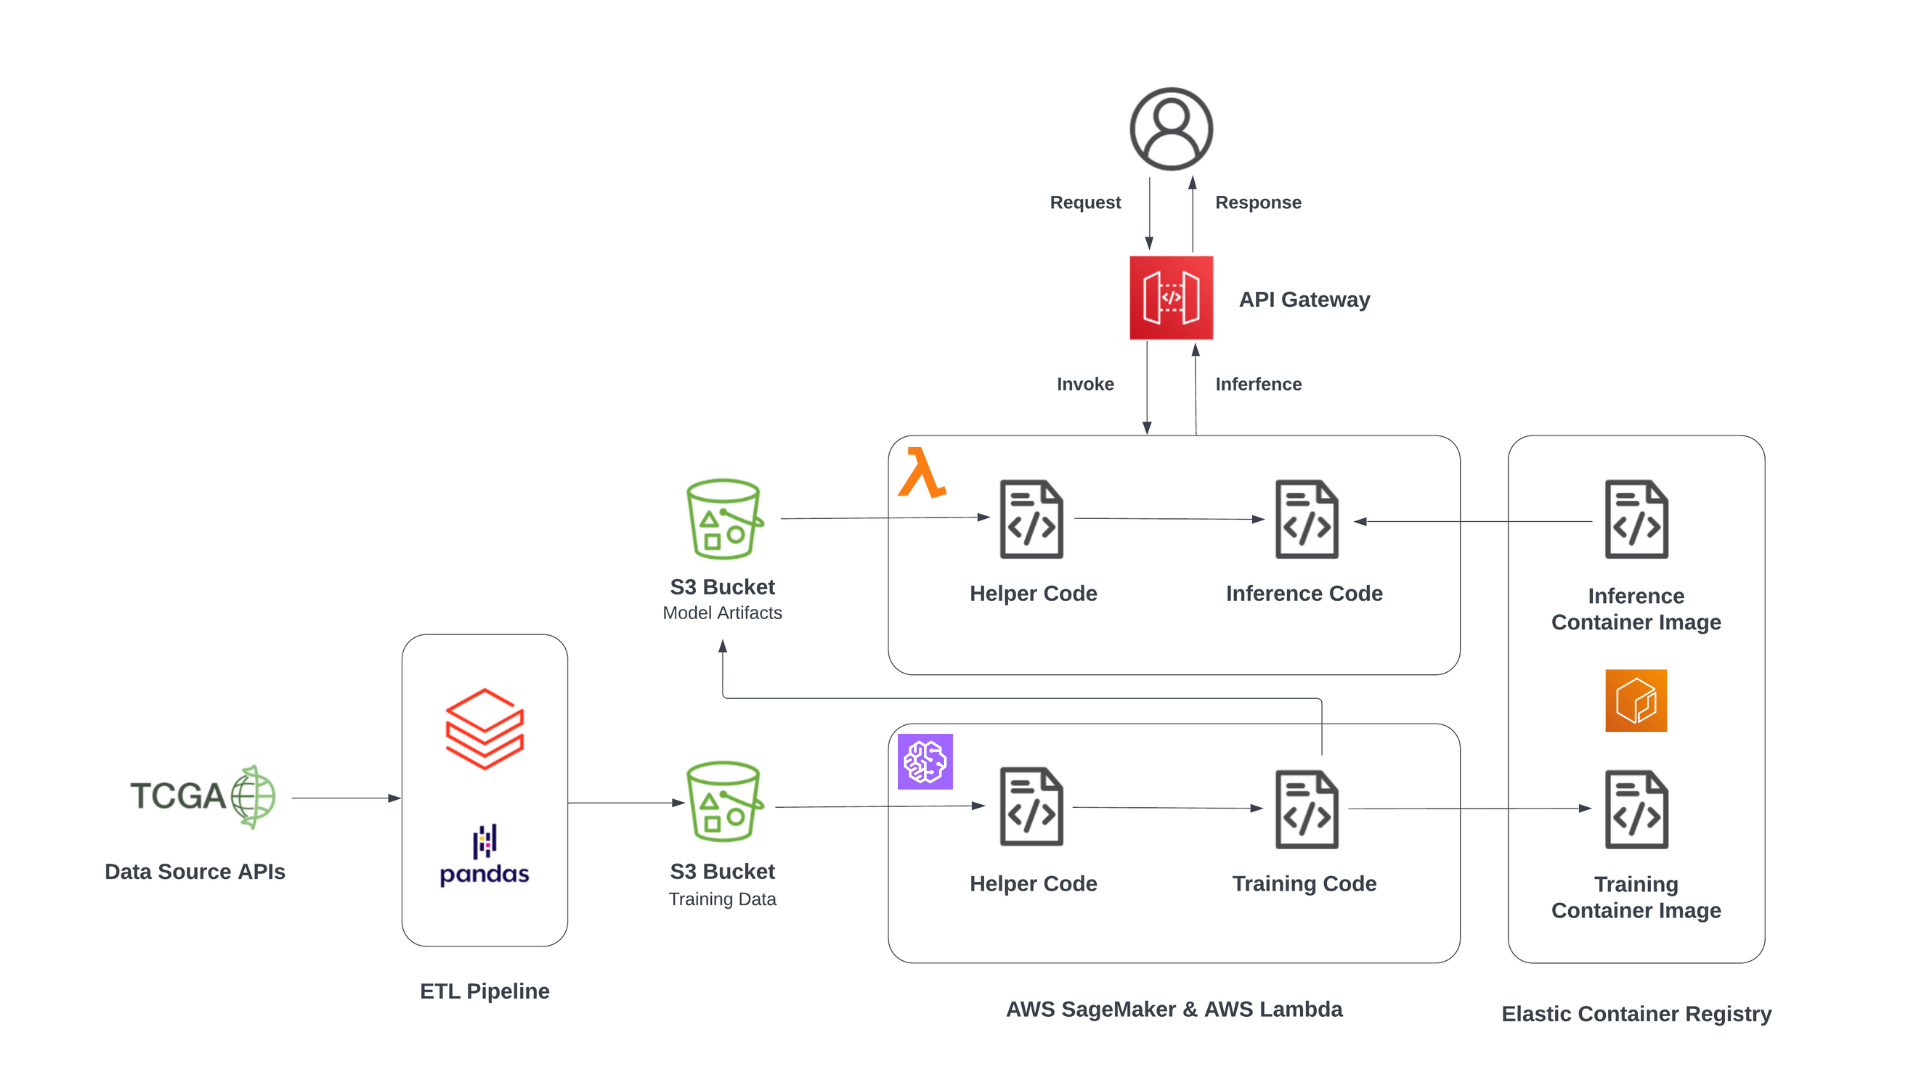 Request
Response
API Gateway
Invoke
Inferfence
λ
S3 Bucket
Model Artifacts
Helper Code
Inference Code
Inference
Container Image
TCGA
Data Source APIs
pandas
ETL Pipeline
S3 Bucket
Training Data
Helper Code
Training Code
Training
Container Image
AWS SageMaker & AWS Lambda
Elastic Container Registry